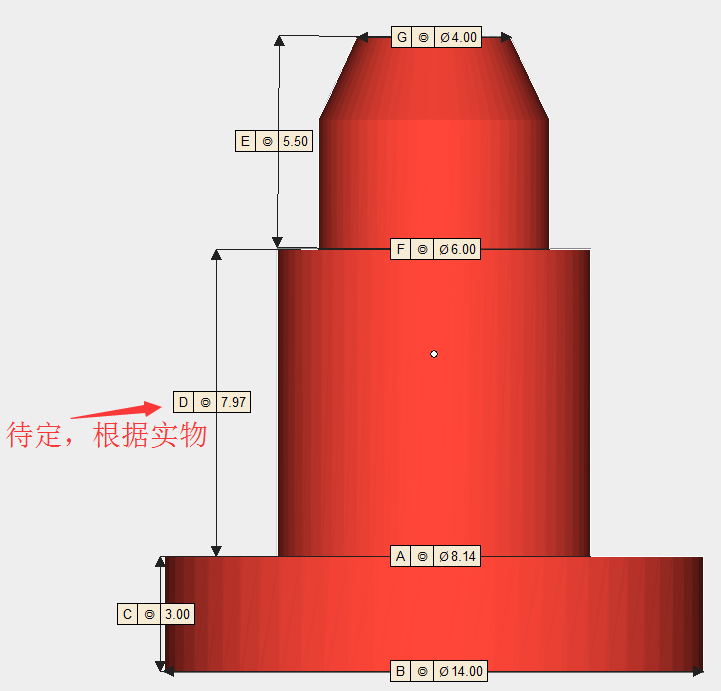 G ⌾ Ø4.00
E ⌾ 5.50
F ⌾ Ø6.00
D ⌾ 7.97
待定，根据实物
A ⌾ Ø8.14
C ⌾ 3.00
B ⌾ Ø14.00